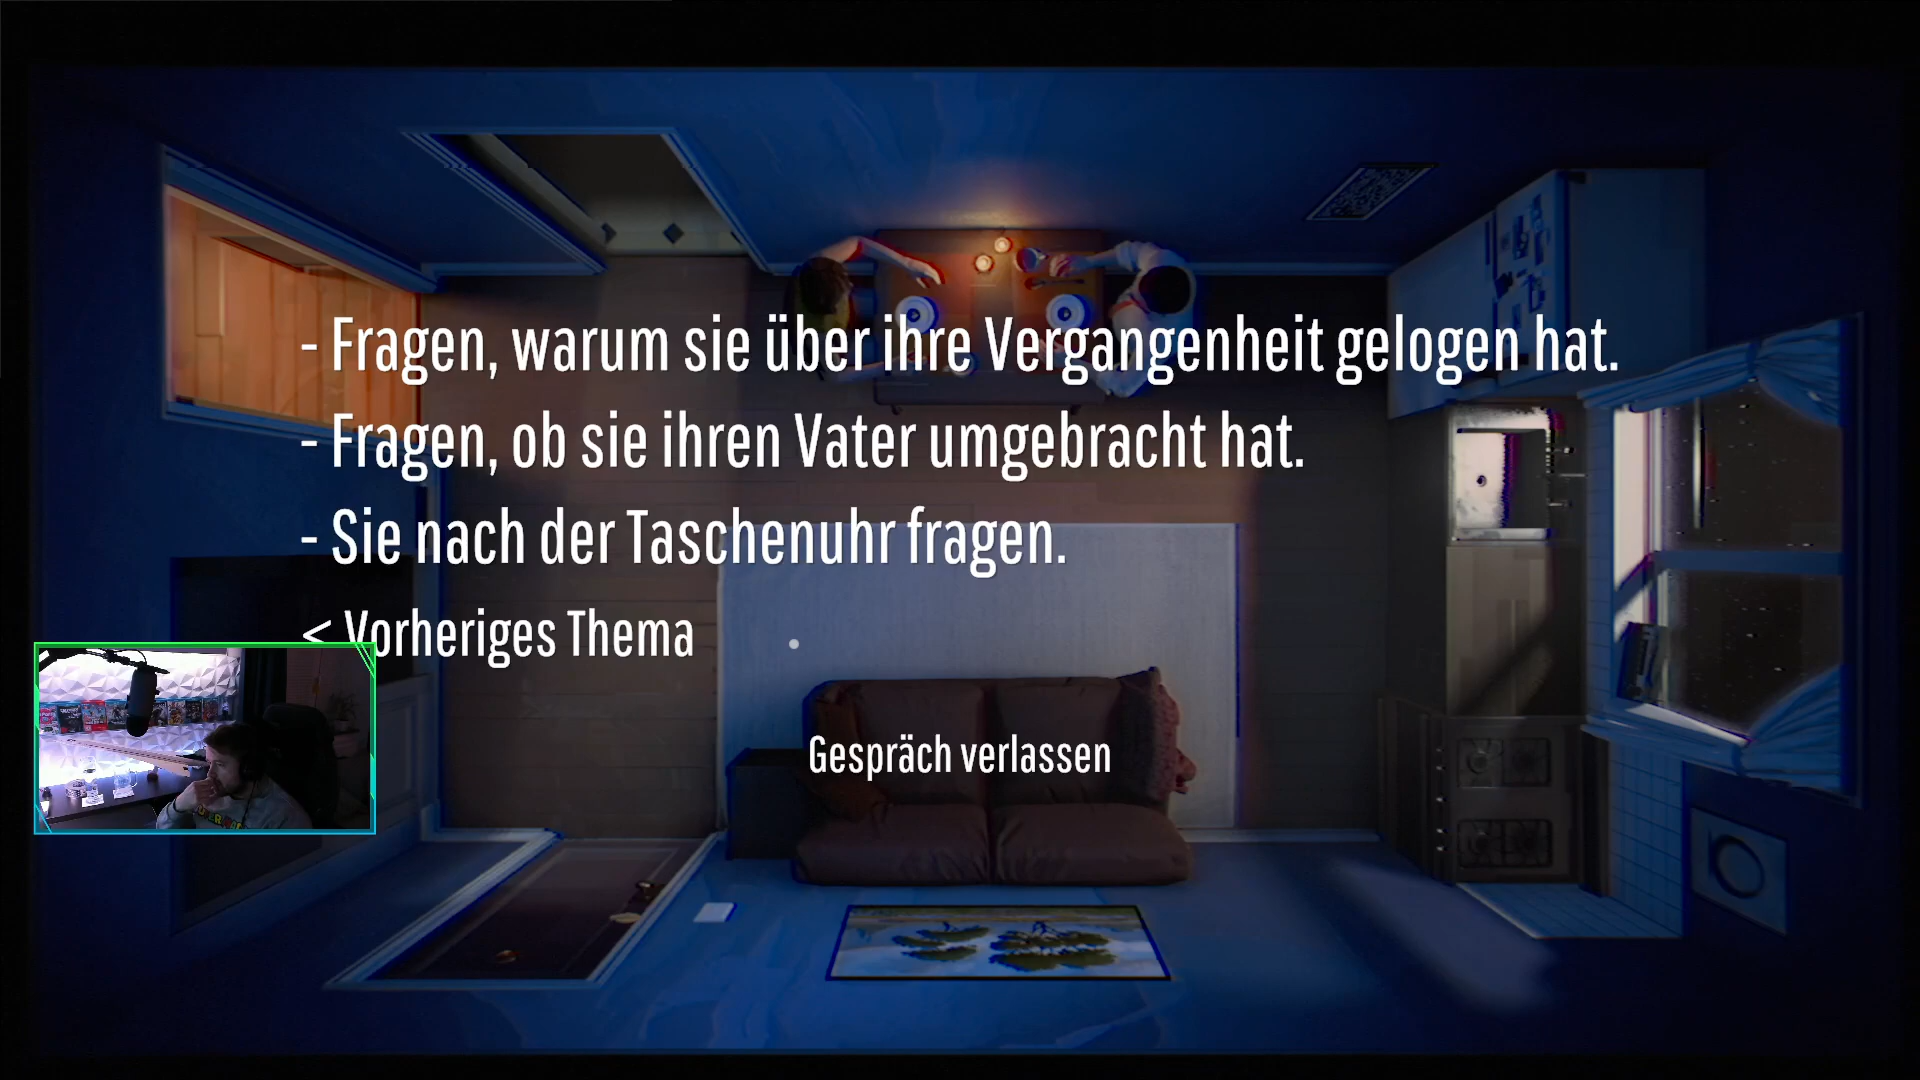 - Fragen, warum sie über ihre Vergangenheit gelogen hat.
- Fragen, ob sie ihren Vater umgebracht hat.
- Sie nach der Taschenuhr fragen.
< Vorheriges Thema
Gespräch verlassen